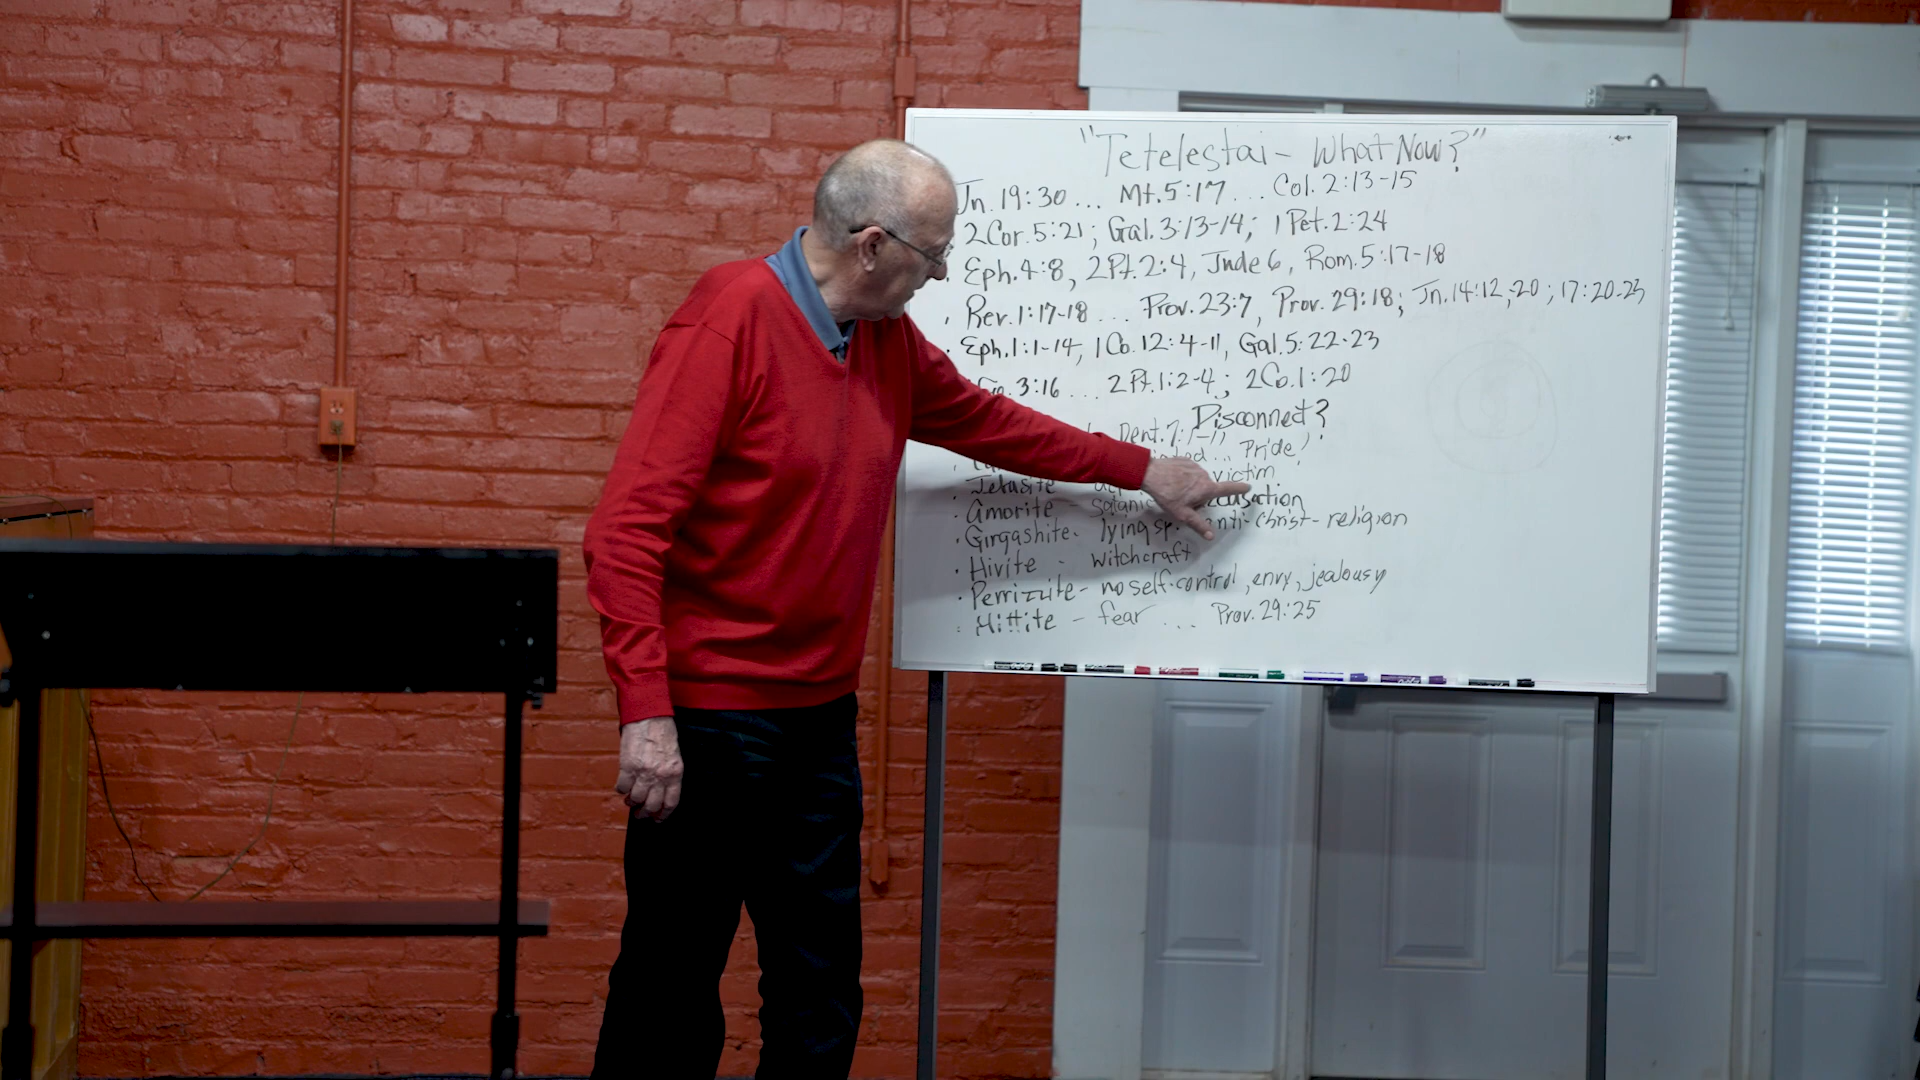 "Tetelestai - What Now?"
Jn. 19:30 ... Mt. 5:17 ... Col. 2:13-15
2Cor. 5:21; Gal. 3:13-14; 1Pet. 2:24
Eph. 4:8, 2Pt. 2:4, Jude 6, Rom. 5:17-18
Rev. 1:17-18 ... Prov. 23:7, Prov. 29:18; Jn. 14:12,20; 17:20-23
Eph. 1:1-14, 1Co. 12:4-11, Gal. 5:22-23
3:16 ... 2Pt. 1:2-4; 2Co. 1:20
Disconnect?
Deut. 7:1-
... Pride!
Jebusite victim
Amorite - satanic
Girgashite - lying sp. anti-christ - religion
Hivite - witchcraft
Perrizzite - no self-control, envy, jealousy
Hittite - fear ... Prov. 29:25